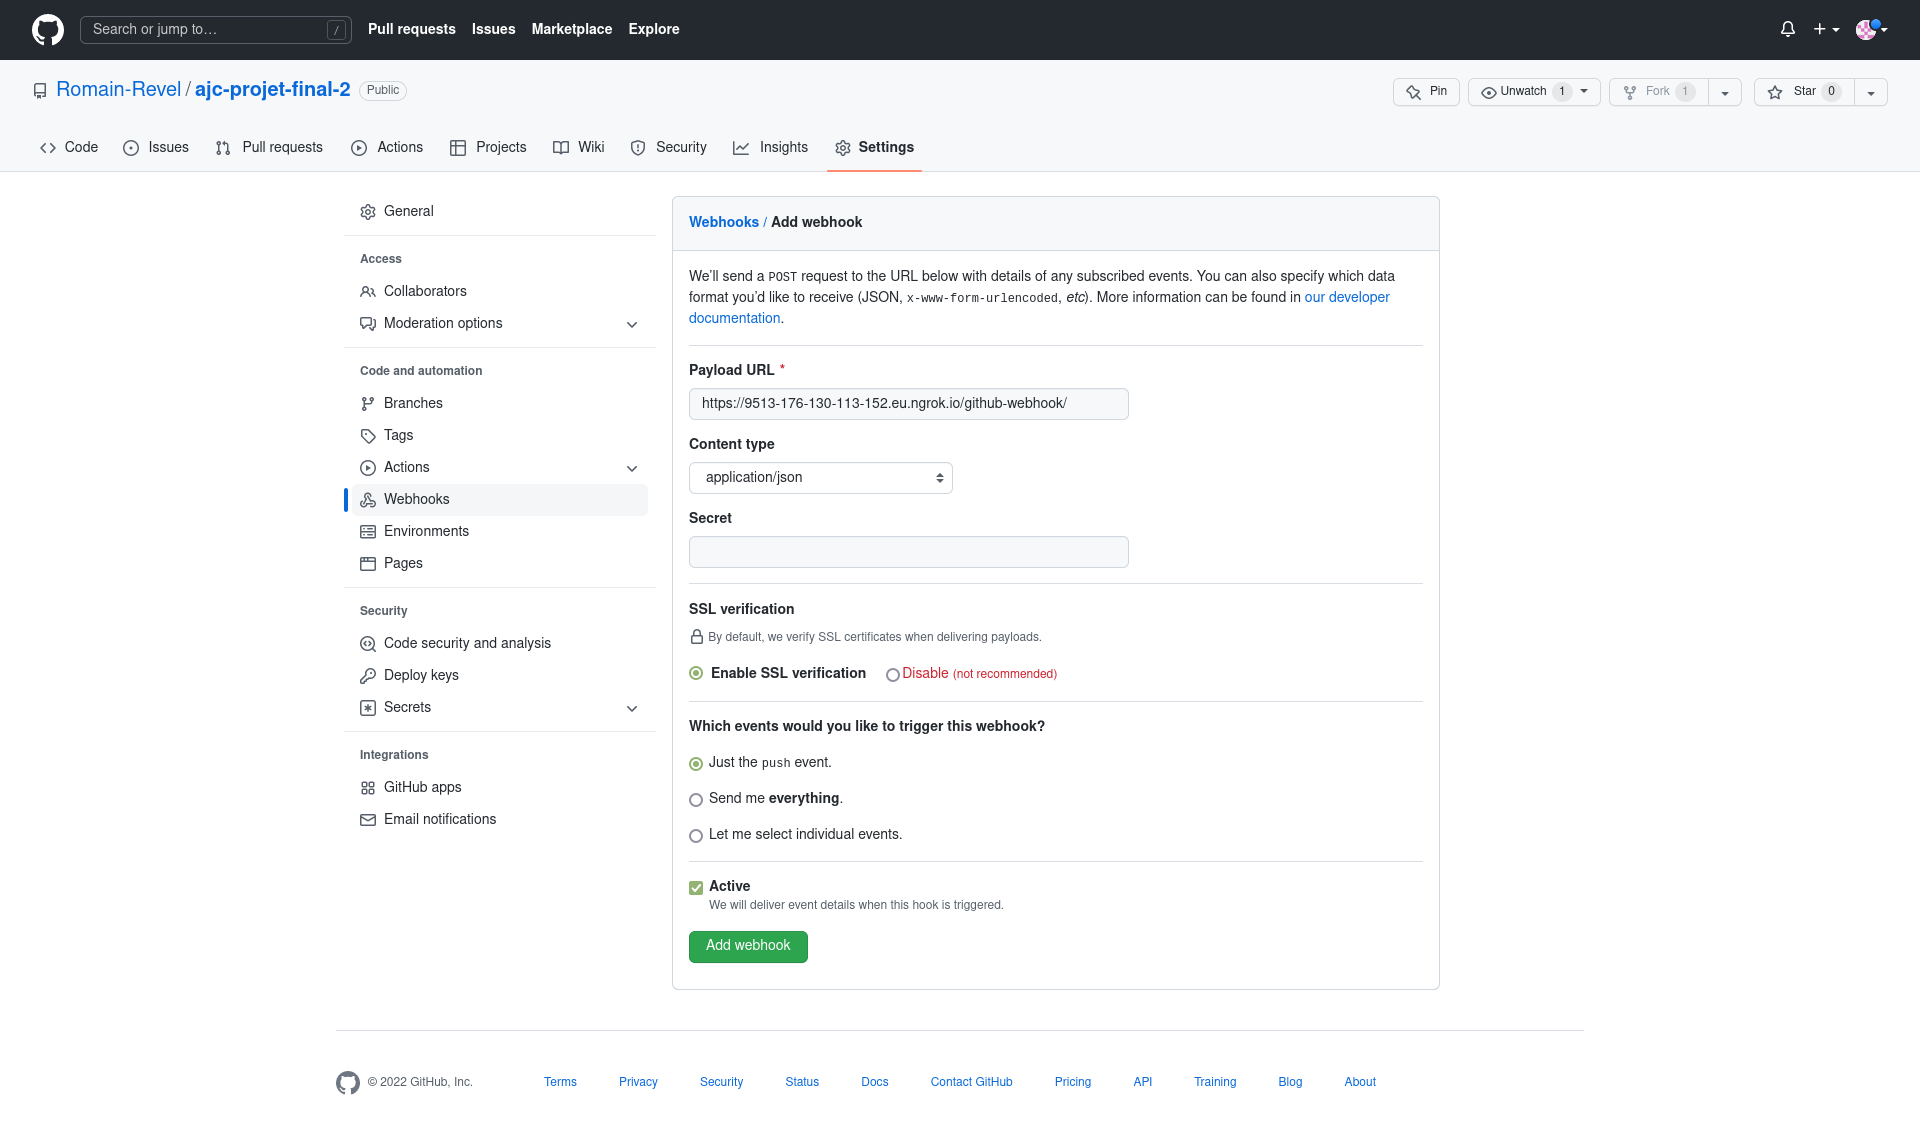 Search or jump to… /
Pull requests Issues Marketplace Explore
Romain-Revel / ajc-projet-final-2 Public
Pin Unwatch 1 Fork 1 Star 0
Code Issues Pull requests Actions Projects Wiki Security Insights Settings
General
Access
Collaborators
Moderation options
Code and automation
Branches
Tags
Actions
Webhooks
Environments
Pages
Security
Code security and analysis
Deploy keys
Secrets
Integrations
GitHub apps
Email notifications
Webhooks / Add webhook
We’ll send a POST request to the URL below with details of any subscribed events. You can also specify which data
format you’d like to receive (JSON, x-www-form-urlencoded, etc). More information can be found in our developer
documentation.
Payload URL *
https://9513-176-130-113-152.eu.ngrok.io/github-webhook/
Content type
application/json
Secret
SSL verification
By default, we verify SSL certificates when delivering payloads.
Enable SSL verification Disable (not recommended)
Which events would you like to trigger this webhook?
Just the push event.
Send me everything.
Let me select individual events.
Active
We will deliver event details when this hook is triggered.
Add webhook
© 2022 GitHub, Inc. Terms Privacy Security Status Docs Contact GitHub Pricing API Training Blog About